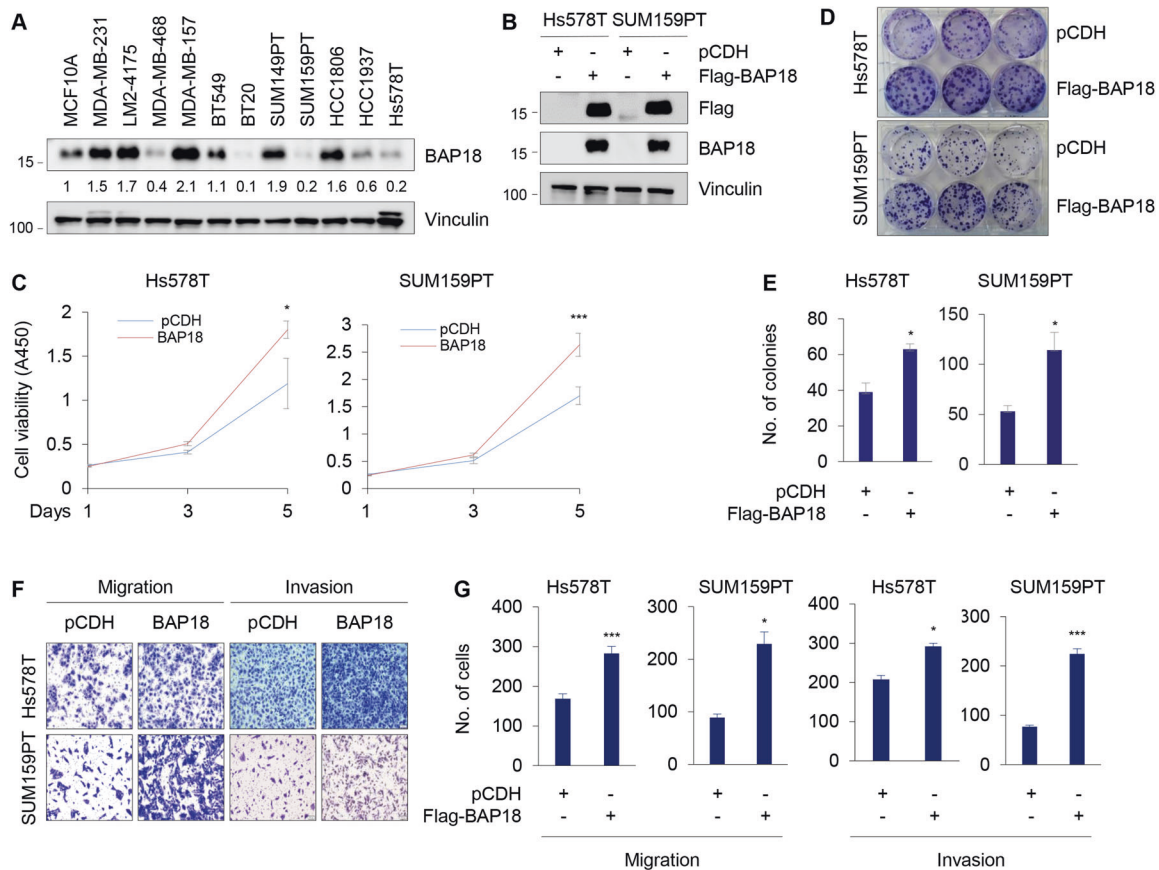 A
MCF10A
MDA-MB-231
LM2-4175
MDA-MB-468
MDA-MB-157
BT549
BT20
SUM149PT
SUM159PT
HCC1806
HCC1937
Hs578T
15 -
BAP18
1 1.5 1.7 0.4 2.1 1.1 0.1 1.9 0.2 1.6 0.6 0.2
100 -
Vinculin
B
Hs578T SUM159PT
+ - + - pCDH
- + - + Flag-BAP18
15 - Flag
15 - BAP18
100 - Vinculin
D
Hs578T
pCDH
Flag-BAP18
SUM159PT
pCDH
Flag-BAP18
C
Hs578T
Cell viability (A450)
2
1.5
1
0.5
0
pCDH
BAP18
*
Days 1 3 5
SUM159PT
3
2.5
2
1.5
1
0.5
0
pCDH
BAP18
***
1 3 5
E
Hs578T
No. of colonies
80
60
40
20
0
*
SUM159PT
150
100
50
0
*
pCDH + - + -
Flag-BAP18 - + - +
F
Migration Invasion
pCDH BAP18 pCDH BAP18
Hs578T
SUM159PT
G
Hs578T
No. of cells
400
300
200
100
0
***
SUM159PT
300
200
100
0
*
Hs578T
400
300
200
100
0
*
SUM159PT
300
200
100
0
***
pCDH + - + - + - + -
Flag-BAP18 - + - + - + - +
Migration Invasion